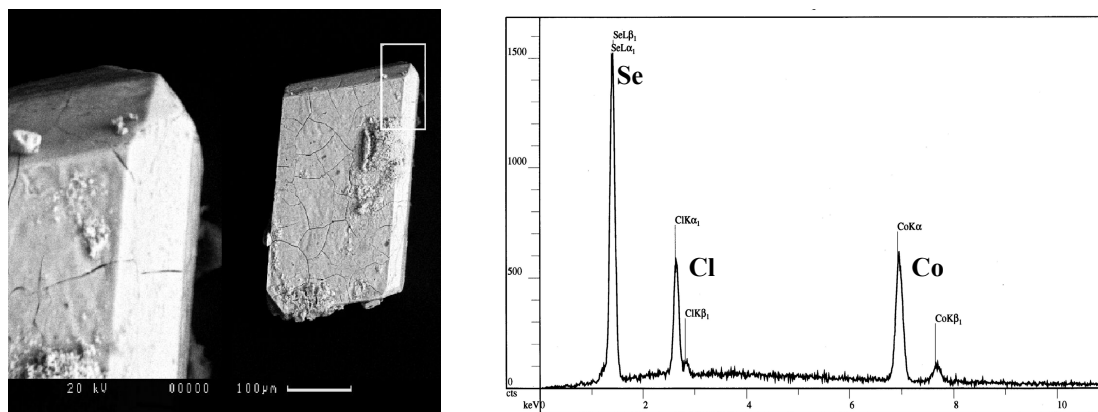 20 kV 00000 100µm
SeLβ1
SeLα1
Se
ClKα1
Cl
ClKβ1
CoKα
Co
CoKβ1
1500
1000
500
0
cts
keV0 2 4 6 8 10